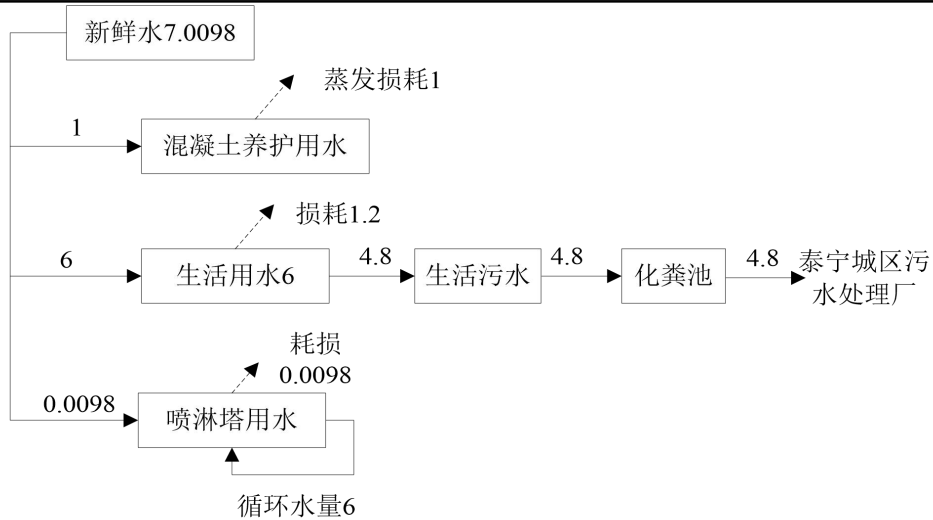 新鲜水7.0098
蒸发损耗1
1
混凝土养护用水
损耗1.2
6
生活用水6
4.8
生活污水
4.8
化粪池
4.8
泰宁城区污
水处理厂
耗损
0.0098
0.0098
喷淋塔用水
循环水量6